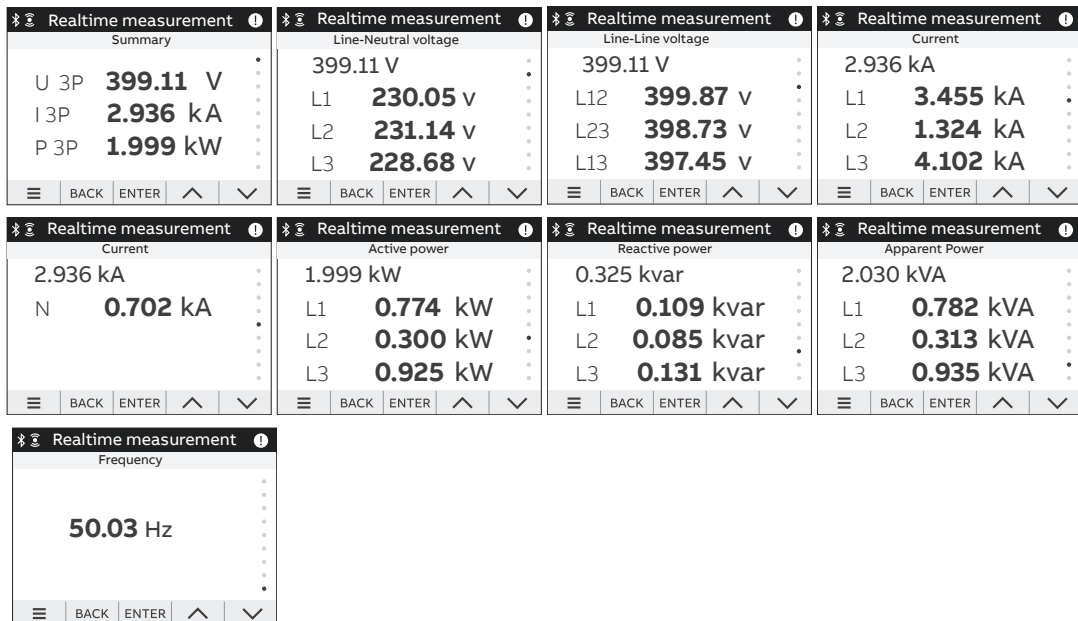 Realtime measurement
Summary
U 3P 399.11 V
I 3P 2.936 kA
P 3P 1.999 kW
BACK ENTER
Realtime measurement
Line-Neutral voltage
399.11 V
L1 230.05 v
L2 231.14 v
L3 228.68 v
BACK ENTER
Realtime measurement
Line-Line voltage
399.11 V
L12 399.87 v
L23 398.73 v
L13 397.45 v
BACK ENTER
Realtime measurement
Current
2.936 kA
L1 3.455 kA
L2 1.324 kA
L3 4.102 kA
BACK ENTER
Realtime measurement
Current
2.936 kA
N 0.702 kA
BACK ENTER
Realtime measurement
Active power
1.999 kW
L1 0.774 kW
L2 0.300 kW
L3 0.925 kW
BACK ENTER
Realtime measurement
Reactive power
0.325 kvar
L1 0.109 kvar
L2 0.085 kvar
L3 0.131 kvar
BACK ENTER
Realtime measurement
Apparent Power
2.030 kVA
L1 0.782 kVA
L2 0.313 kVA
L3 0.935 kVA
BACK ENTER
Realtime measurement
Frequency
50.03 Hz
BACK ENTER